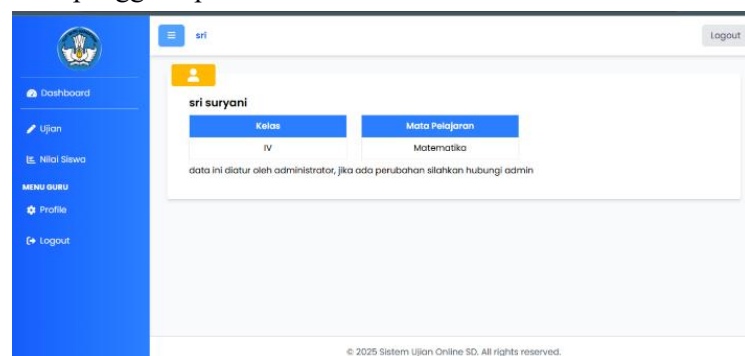 sri
Logout
Dashboard
Ujian
Nilai Siswa
MENU GURU
Profile
Logout
sri suryani
Kelas Mata Pelajaran
IV Matematika
data ini diatur oleh administrator, jika ada perubahan silahkan hubungi admin
© 2025 Sistem Ujian Online SD. All rights reserved.